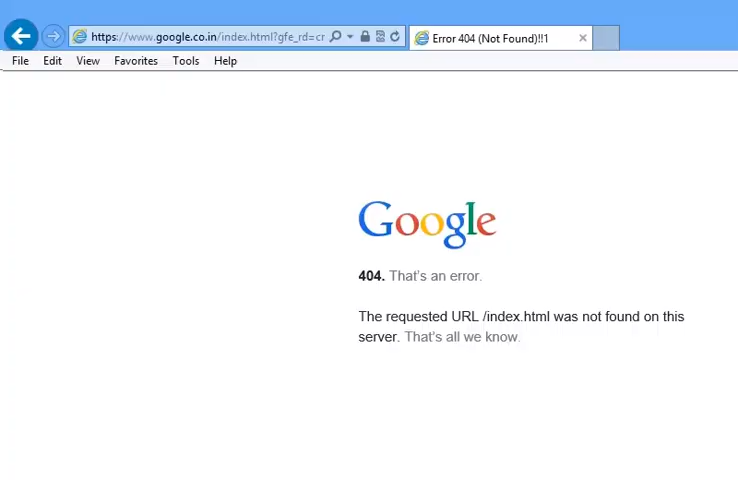 https://www.google.co.in/index.html?gfe_rd=cr
Error 404 (Not Found)!!1
File Edit View Favorites Tools Help
Google
404. That's an error.
The requested URL /index.html was not found on this
server. That's all we know.